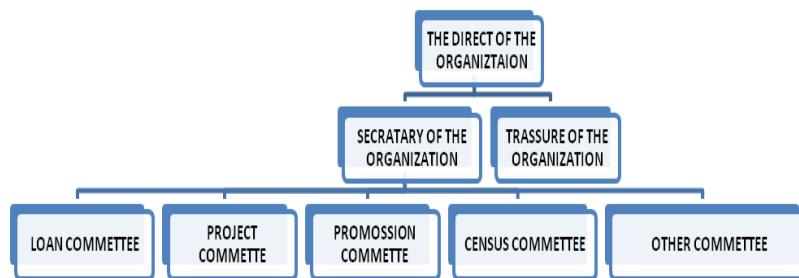 THE DIRECT OF THE
ORGANIZTAION
SECRATARY OF THE
ORGANIZATION
TRASSURE OF THE
ORGANIZATION
LOAN COMMETTEE
PROJECT
COMMETTE
PROMOSSION
COMMETTE
CENSUS COMMETTEE
OTHER COMMETTEE